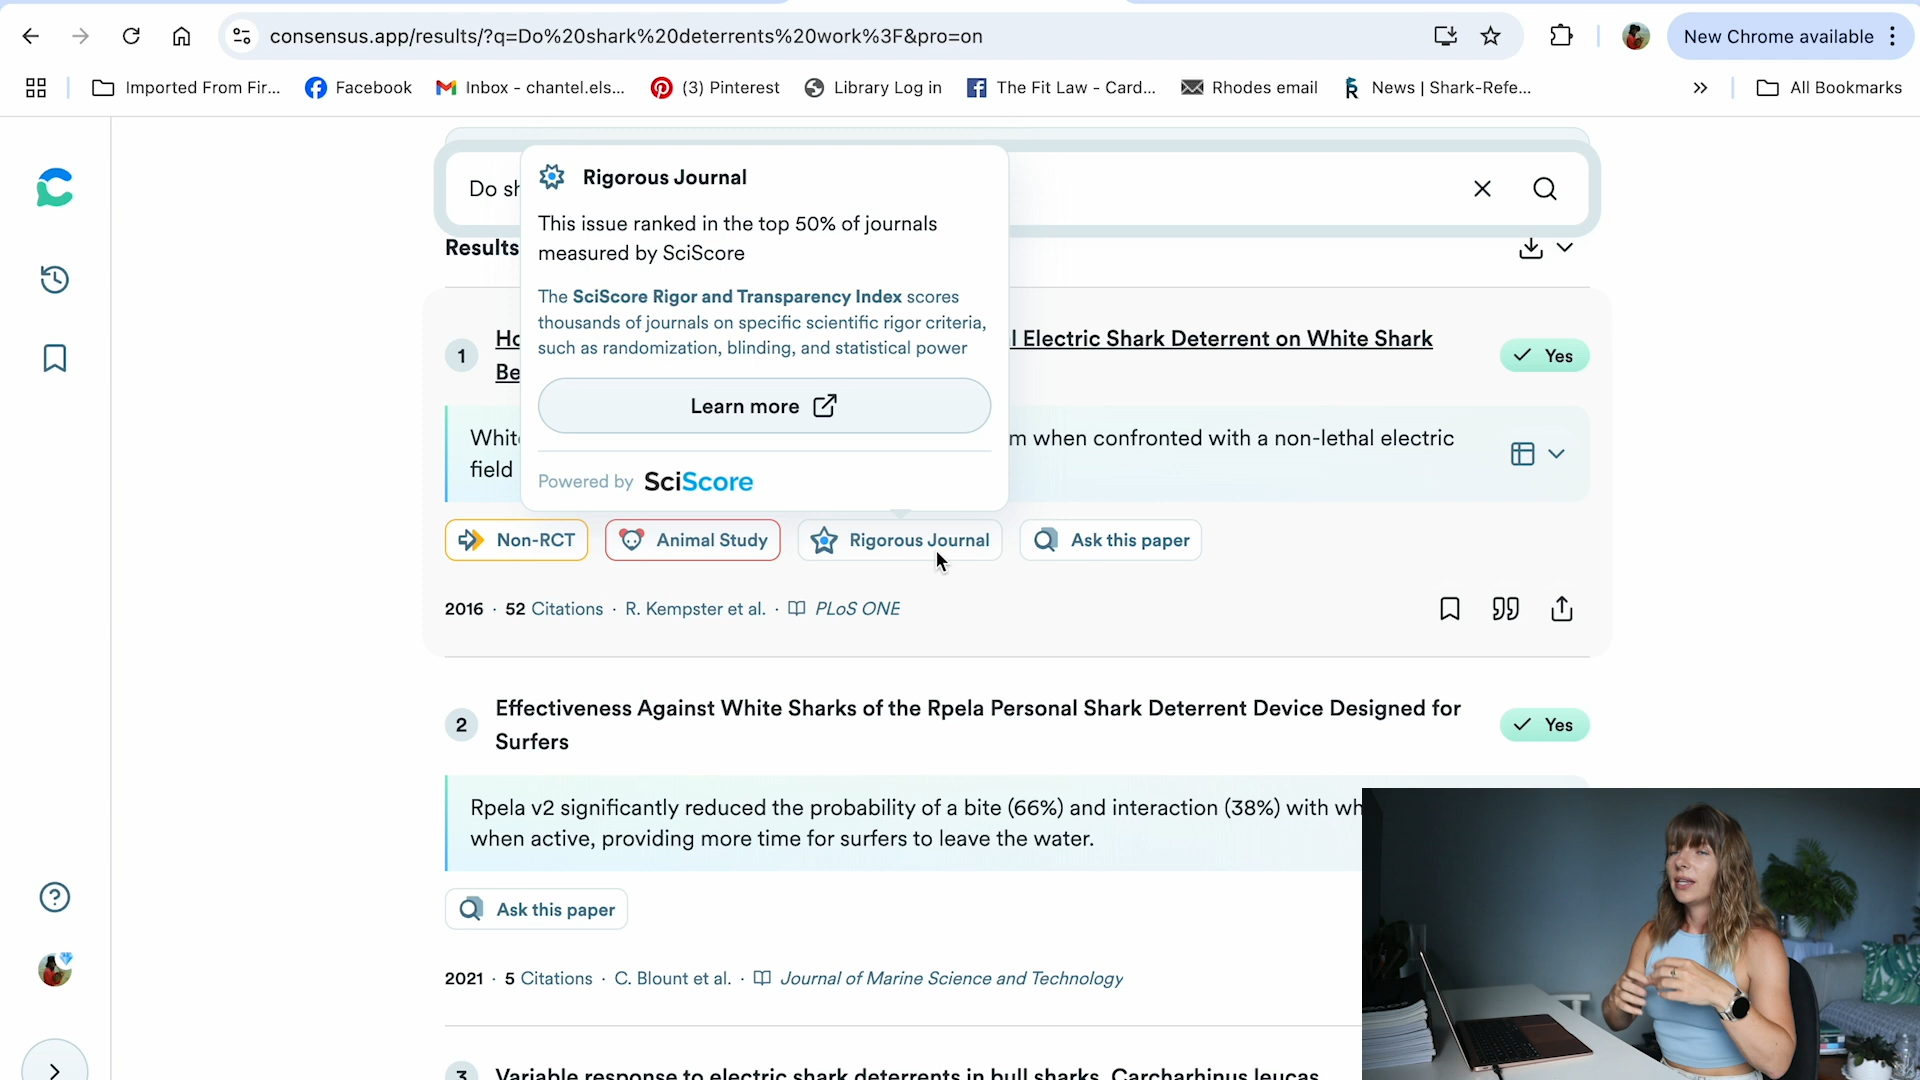 consensus.app/results/?q=Do%20shark%20deterrents%20work%3F&pro=on
New Chrome available
Imported From Fir...
Facebook
Inbox - chantel.els...
(3) Pinterest
Library Log in
The Fit Law - Card...
Rhodes email
News | Shark-Refe...
All Bookmarks
Do sh
Rigorous Journal
This issue ranked in the top 50% of journals
measured by SciScore
The SciScore Rigor and Transparency Index scores
thousands of journals on specific scientific rigor criteria,
such as randomization, blinding, and statistical power
Learn more
Powered by SciScore
Results
1
Ho
l Electric Shark Deterrent on White Shark
Be
Yes
White
m when confronted with a non-lethal electric
field
Non-RCT
Animal Study
Rigorous Journal
Ask this paper
2016 · 52 Citations · R. Kempster et al. · PLoS ONE
2
Effectiveness Against White Sharks of the Rpela Personal Shark Deterrent Device Designed for
Surfers
Yes
Rpela v2 significantly reduced the probability of a bite (66%) and interaction (38%) with wh
when active, providing more time for surfers to leave the water.
Ask this paper
2021 · 5 Citations · C. Blount et al. · Journal of Marine Science and Technology
3
Variable response to electric shark deterrents in bull sharks, Carcharhinus leucas